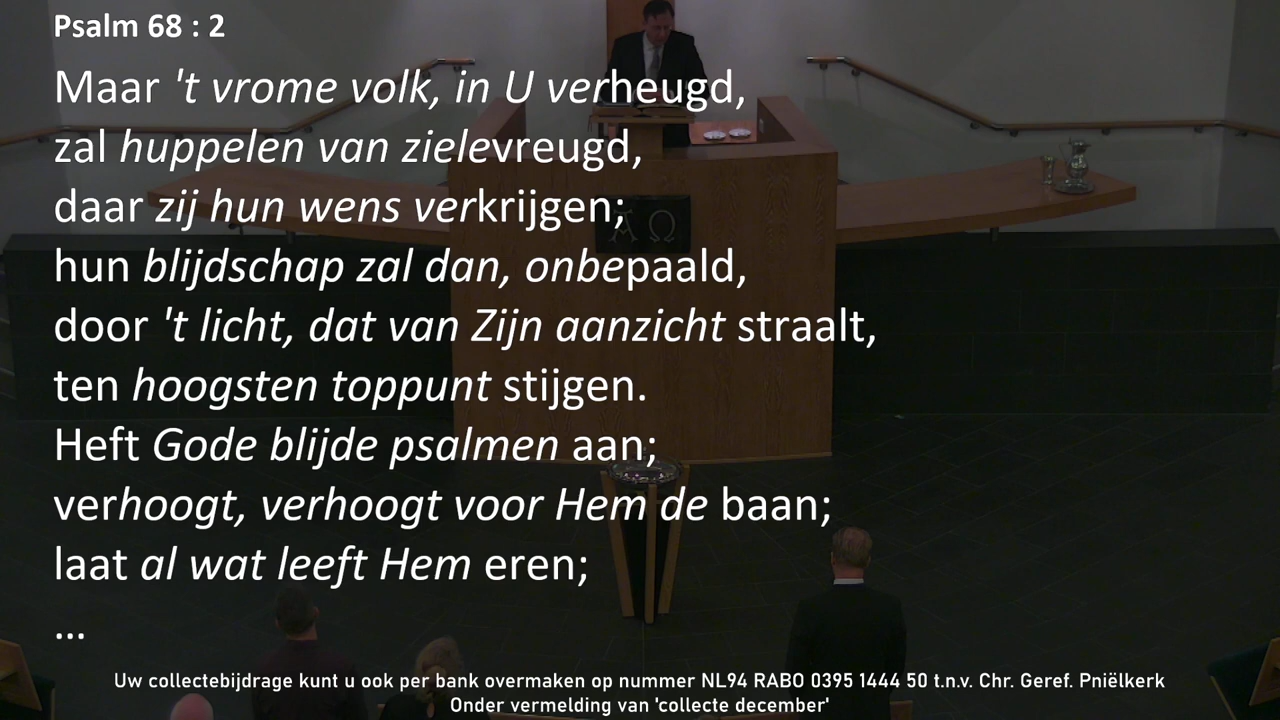 Psalm 68 : 2
Maar 't vrome volk, in U verheugd,
zal huppelen van zielevreugd,
daar zij hun wens verkrijgen;
hun blijdschap zal dan, onbepaald,
door 't licht, dat van Zijn aanzicht straalt,
ten hoogsten toppunt stijgen.
Heft Gode blijde psalmen aan;
verhoogt, verhoogt voor Hem de baan;
laat al wat leeft Hem eren;
...
Α Ω
Uw collectebijdrage kunt u ook per bank overmaken op nummer NL94 RABO 0395 1444 50 t.n.v. Chr. Geref. Pniëlkerk
Onder vermelding van 'collecte december'